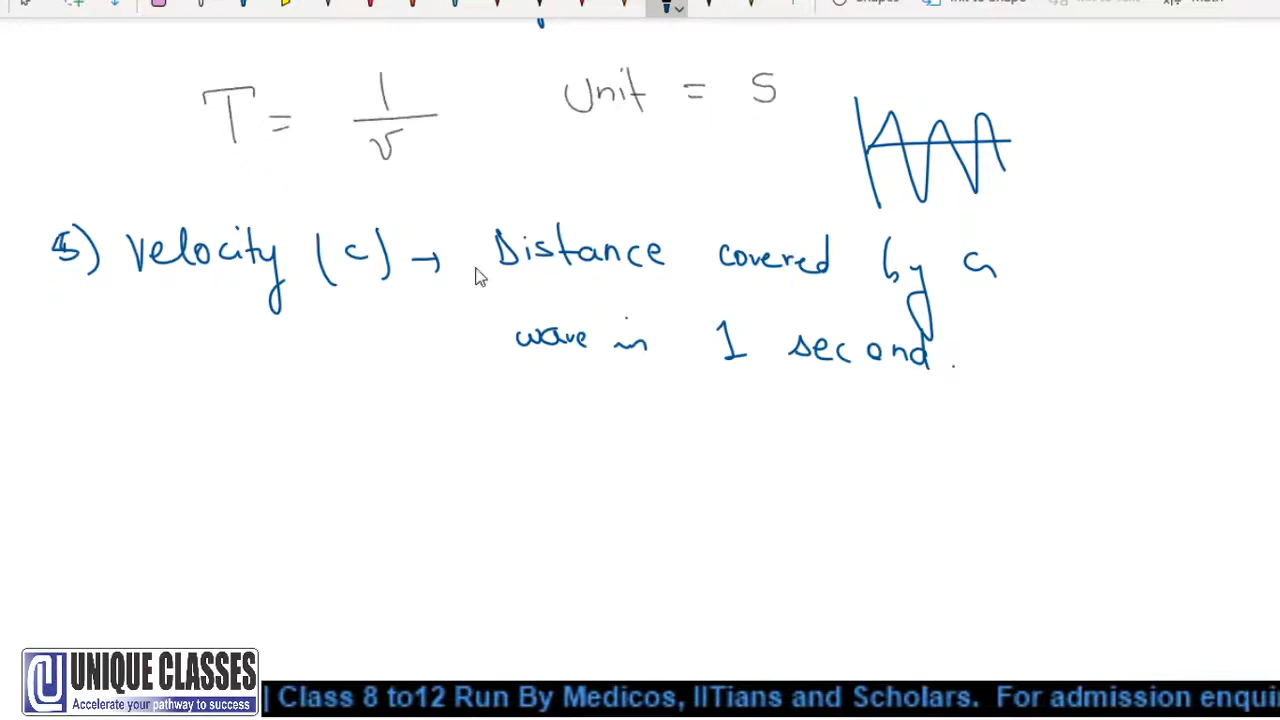 T = 1/ν Unit = S
5) Velocity (c) → Distance covered by a
wave in 1 second.
UNIQUE CLASSES
Accelerate your pathway to success
| Class 8 to12 Run By Medicos, IITians and Scholars. For admission enqui